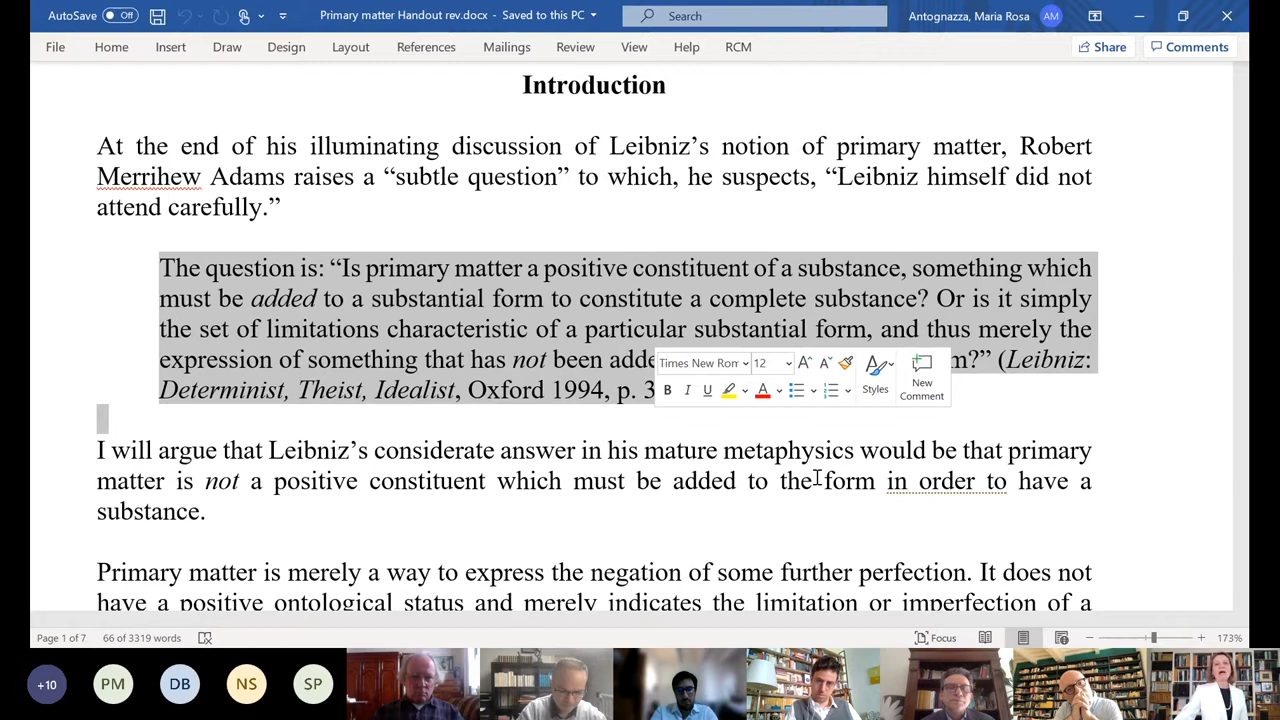 AutoSave Off Primary matter Handout rev.docx - Saved to this PC Search Antognazza, Maria Rosa AM
File Home Insert Draw Design Layout References Mailings Review View Help RCM Share Comments
Introduction
At the end of his illuminating discussion of Leibniz’s notion of primary matter, Robert
Merrihew Adams raises a “subtle question” to which, he suspects, “Leibniz himself did not
attend carefully.”
The question is: “Is primary matter a positive constituent of a substance, something which
must be added to a substantial form to constitute a complete substance? Or is it simply
the set of limitations characteristic of a particular substantial form, and thus merely the
expression of something that has not been adde m?” (Leibniz:
Determinist, Theist, Idealist, Oxford 1994, p. 3
Times New Rom 12 A A A
B I U A Styles New
Comment
I will argue that Leibniz’s considerate answer in his mature metaphysics would be that primary
matter is not a positive constituent which must be added to the form in order to have a
substance.
Primary matter is merely a way to express the negation of some further perfection. It does not
have a positive ontological status and merely indicates the limitation or imperfection of a
Page 1 of 7 66 of 3319 words Focus 173%
+10 PM DB NS SP